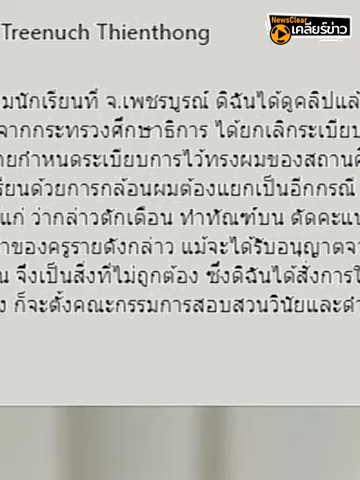 NewsClear
เคลียร์ข่าว
Treenuch Thienthong
มนักเรียนที่ จ.เพชรบูรณ์ ดิฉันได้ดูคลิปแล้
จากกระทรวงศึกษาธิการ ได้ยกเลิกระเบียบ
ยกำหนดระเบียบการไว้ทรงผมของสถานศึ
รียนด้วยการกล้อนผมต้องแยกเป็นอีกกรณี
แก่ ว่ากล่าวตักเตือน ทำทัณฑ์บน ตัดคะแน
าของครูรายดังกล่าว แม้จะได้รับอนุญาตจา
ณ จึงเป็นสิ่งที่ไม่ถูกต้อง ซึ่งดิฉันได้สั่งการใ
ง ก็จะตั้งคณะกรรมการสอบสวนวินัยและดำ